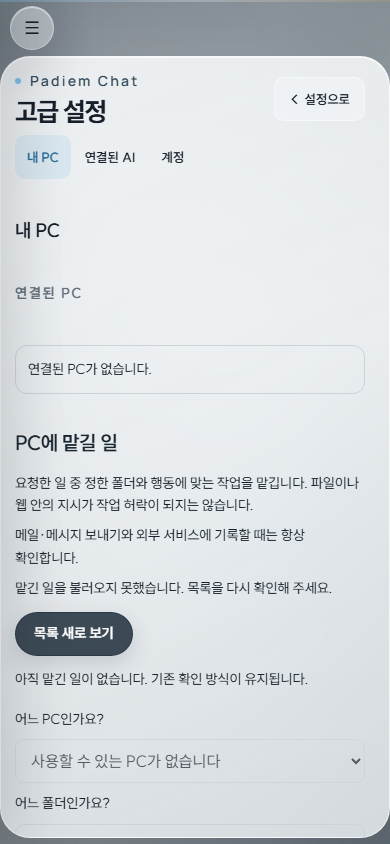 Padiem Chat
고급 설정
설정으로
내 PC
연결된 AI
계정
내 PC
연결된 PC
연결된 PC가 없습니다.
PC에 맡길 일
요청한 일 중 정한 폴더와 행동에 맞는 작업을 맡깁니다. 파일이나
웹 안의 지시가 작업 허락이 되지는 않습니다.
메일·메시지 보내기와 외부 서비스에 기록할 때는 항상
확인합니다.
맡긴 일을 불러오지 못했습니다. 목록을 다시 확인해 주세요.
목록 새로 보기
아직 맡긴 일이 없습니다. 기존 확인 방식이 유지됩니다.
어느 PC인가요?
사용할 수 있는 PC가 없습니다
어느 폴더인가요?